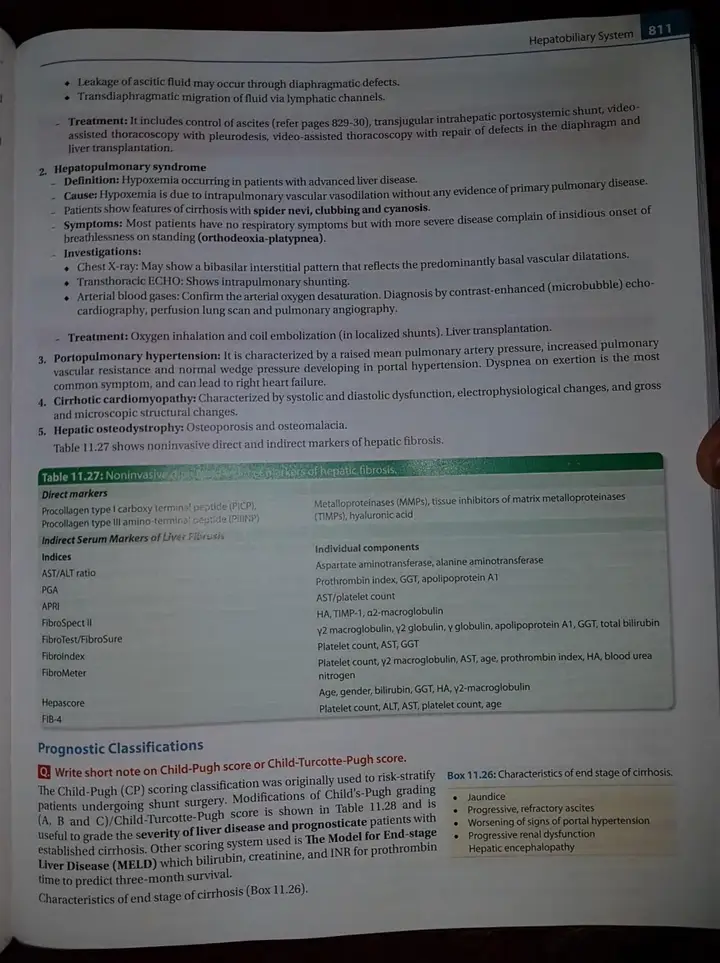 Hepatobiliary System 811
⬥ Leakage of ascitic fluid may occur through diaphragmatic defects.
⬥ Transdiaphragmatic migration of fluid via lymphatic channels.
– Treatment: It includes control of ascites (refer pages 829-30), transjugular intrahepatic portosystemic shunt, video-
assisted thoracoscopy with pleurodesis, video-assisted thoracoscopy with repair of defects in the diaphragm and
liver transplantation.
2. Hepatopulmonary syndrome
– Definition: Hypoxemia occurring in patients with advanced liver disease.
– Cause: Hypoxemia is due to intrapulmonary vascular vasodilation without any evidence of primary pulmonary disease.
– Patients show features of cirrhosis with spider nevi, clubbing and cyanosis.
– Symptoms: Most patients have no respiratory symptoms but with more severe disease complain of insidious onset of
breathlessness on standing (orthodeoxia-platypnea).
– Investigations:
⬥ Chest X-ray: May show a bibasilar interstitial pattern that reflects the predominantly basal vascular dilatations.
⬥ Transthoracic ECHO: Shows intrapulmonary shunting.
⬥ Arterial blood gases: Confirm the arterial oxygen desaturation. Diagnosis by contrast-enhanced (microbubble) echo-
cardiography, perfusion lung scan and pulmonary angiography.
– Treatment: Oxygen inhalation and coil embolization (in localized shunts). Liver transplantation.
3. Portopulmonary hypertension: It is characterized by a raised mean pulmonary artery pressure, increased pulmonary
vascular resistance and normal wedge pressure developing in portal hypertension. Dyspnea on exertion is the most
common symptom, and can lead to right heart failure.
4. Cirrhotic cardiomyopathy: Characterized by systolic and diastolic dysfunction, electrophysiological changes, and gross
and microscopic structural changes.
5. Hepatic osteodystrophy: Osteoporosis and osteomalacia.
Table 11.27 shows noninvasive direct and indirect markers of hepatic fibrosis.
Table 11.27: Noninvasive direct and indirect markers of hepatic fibrosis.
Direct markers
Procollagen type I carboxy terminal peptide (PICP), Metalloproteinases (MMPs), tissue inhibitors of matrix metalloproteinases
Procollagen type III amino-terminal peptide (PIIINP) (TIMPs), hyaluronic acid
Indirect Serum Markers of Liver Fibrosis
Indices Individual components
AST/ALT ratio Aspartate aminotransferase, alanine aminotransferase
PGA Prothrombin index, GGT, apolipoprotein A1
APRI AST/platelet count
FibroSpect II HA, TIMP-1, α2-macroglobulin
FibroTest/FibroSure γ2 macroglobulin, γ2 globulin, γ globulin, apolipoprotein A1, GGT, total bilirubin
FibroIndex Platelet count, AST, GGT
FibroMeter Platelet count, γ2 macroglobulin, AST, age, prothrombin index, HA, blood urea
nitrogen
Hepascore Age, gender, bilirubin, GGT, HA, γ2-macroglobulin
FIB-4 Platelet count, ALT, AST, platelet count, age
Prognostic Classifications
Q. Write short note on Child-Pugh score or Child-Turcotte-Pugh score.
The Child-Pugh (CP) scoring classification was originally used to risk-stratify
patients undergoing shunt surgery. Modifications of Child's-Pugh grading
(A, B and C)/Child-Turcotte-Pugh score is shown in Table 11.28 and is
useful to grade the severity of liver disease and prognosticate patients with
established cirrhosis. Other scoring system used is The Model for End-stage
Liver Disease (MELD) which bilirubin, creatinine, and INR for prothrombin
time to predict three-month survival.
Characteristics of end stage of cirrhosis (Box 11.26).
Box 11.26: Characteristics of end stage of cirrhosis.
• Jaundice
• Progressive, refractory ascites
• Worsening of signs of portal hypertension
• Progressive renal dysfunction
Hepatic encephalopathy